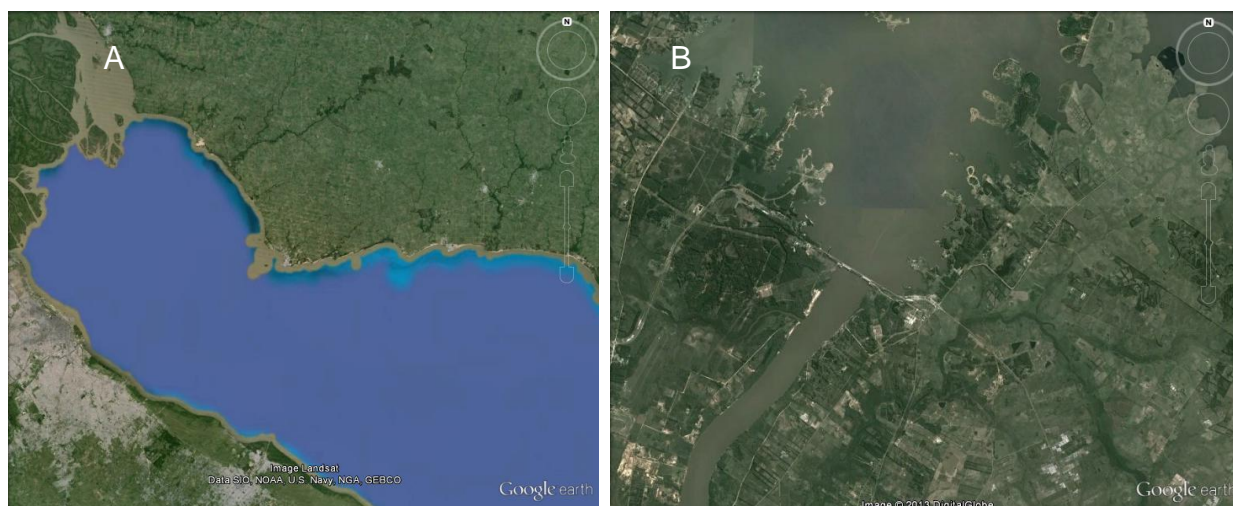 A
N
Image Landsat
Data SIO, NOAA, U.S. Navy, NGA, GEBCO
Google earth
B
N
Image © 2013 DigitalGlobe
Google earth